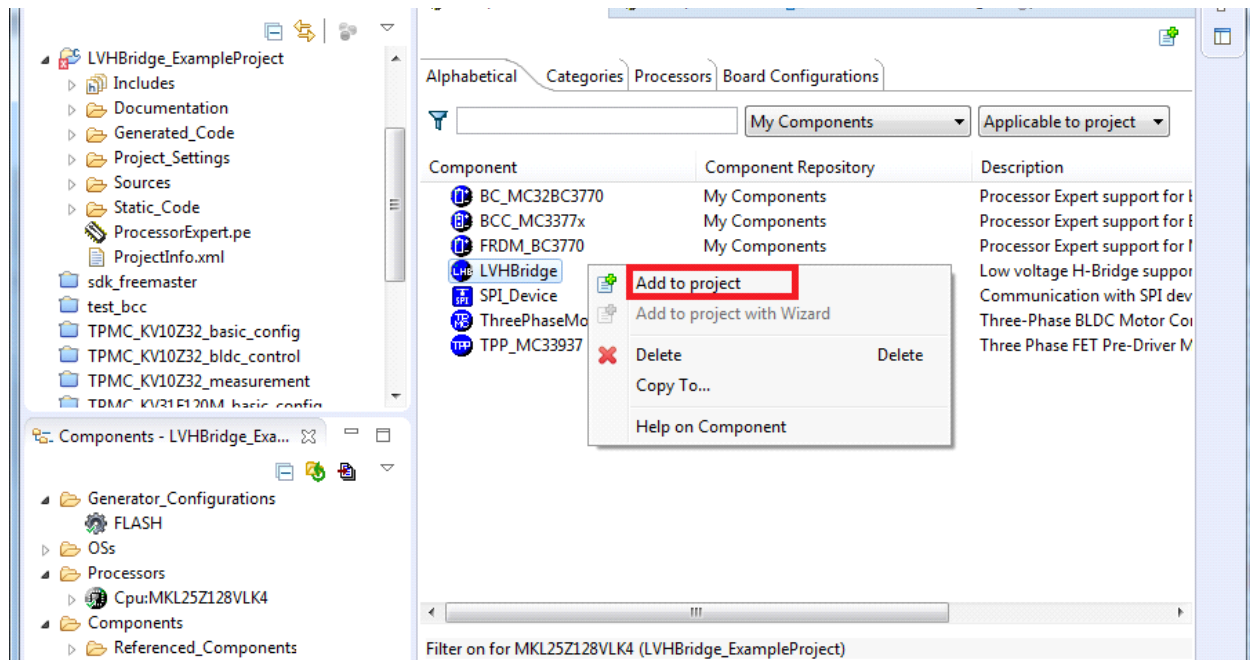 LVHBridge_ExampleProject
Includes
Documentation
Generated_Code
Project_Settings
Sources
Static_Code
ProcessorExpert.pe
ProjectInfo.xml
sdk_freemaster
test_bcc
TPMC_KV10Z32_basic_config
TPMC_KV10Z32_bldc_control
TPMC_KV10Z32_measurement
TPMC_KV31F120M_basic_config
Components - LVHBridge_Exa...
Generator_Configurations
FLASH
OSs
Processors
Cpu:MKL25Z128VLK4
Components
Referenced_Components
Alphabetical Categories Processors Board Configurations
My Components Applicable to project
Component Component Repository Description
BC_MC32BC3770 My Components Processor Expert support for
BCC_MC3377x My Components Processor Expert support for
FRDM_BC3770 My Components Processor Expert support for
LVHBridge Low voltage H-Bridge suppor
SPI_Device Communication with SPI dev
ThreePhaseMo Three-Phase BLDC Motor Co
TPP_MC33937 Three Phase FET Pre-Driver M
Add to project
Add to project with Wizard
Delete Delete
Copy To...
Help on Component
Filter on for MKL25Z128VLK4 (LVHBridge_ExampleProject)